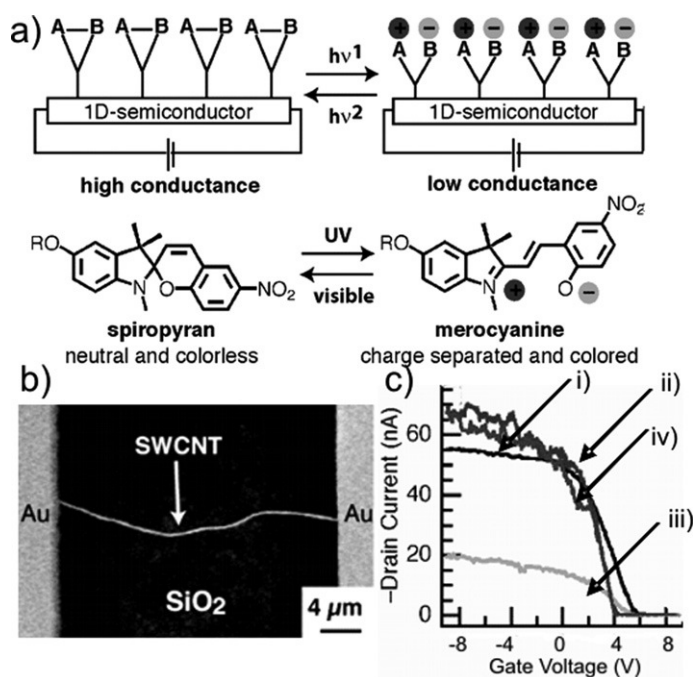 a)
A—B A—B A—B A—B
+ − + − + − + −
A B A B A B A B
hν1
hν2
1D-semiconductor
1D-semiconductor
high conductance
low conductance
RO
N
O
NO2
UV
visible
RO
N
+
O
−
NO2
spiropyran
merocyanine
neutral and colorless
charge separated and colored
b)
SWCNT
Au
Au
SiO2
4 µm
c)
i)
ii)
iv)
iii)
−Drain Current (nA)
60
40
20
0
-8 -4 0 4 8
Gate Voltage (V)